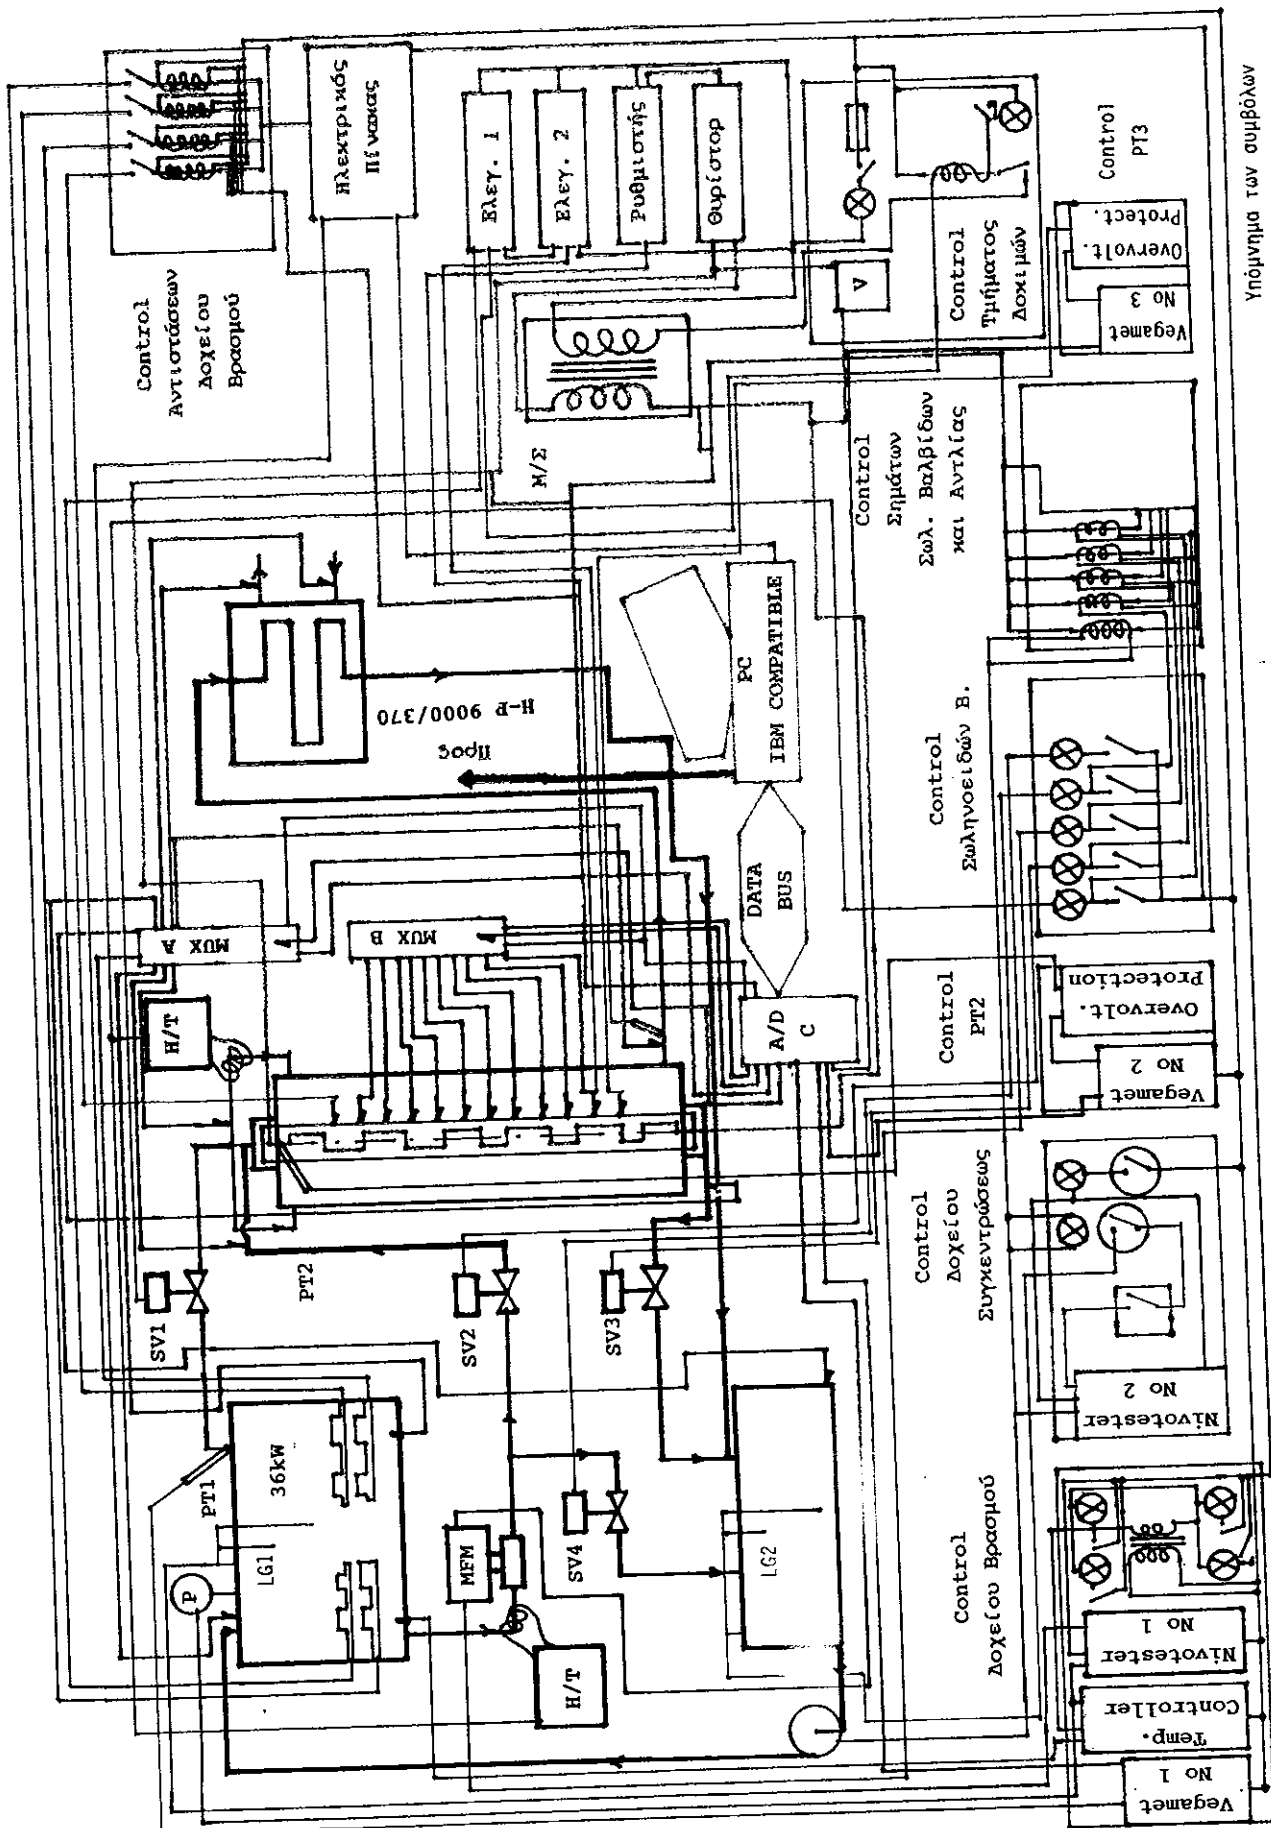 Control
Αντιστάσεων
Δοχείου
Βρασμού
Ηλεκτρικός
Πίνακας
Ελεγ. 1
Ελεγ. 2
Ρυθμιστής
Θυρίστορ
Μ/Σ
V
Control
Τμήματος
Δοκιμών
Control
PT3
Vegamet
No 3
Overvolt.
Protect.
Υπόμνημα των συμβόλων
H-P 9000/370
Προς
PC
IBM COMPATIBLE
DATA
BUS
A/D
C
MUX A
MUX B
H/T
Control
Σημάτων
Σωλ. Βαλβίδων
και Αντλίας
Control
Σωληνοειδών Β.
Control
PT2
Vegamet
No 2
Overvolt.
Protection
SV1
PT2
SV2
SV3
SV4
PT1
36kW
LG1
P
MFM
H/T
LG2
Control
Δοχείου
Συγκεντρώσεως
Nivotester
No 2
Control
Δοχείου Βρασμού
Nivotester
No 1
Temp.
Controller
Vegamet
No 1